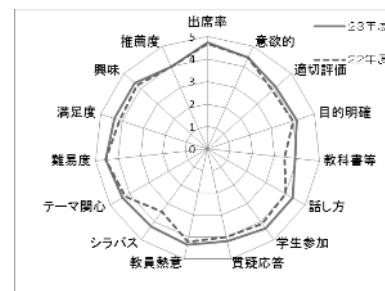 出席率
意欲的
適切評価
目的明確
教科書等
話し方
学生参加
質疑応答
教員熱意
シラバス
テーマ関心
難易度
満足度
興味
推薦度
5
4
3
2
1
0